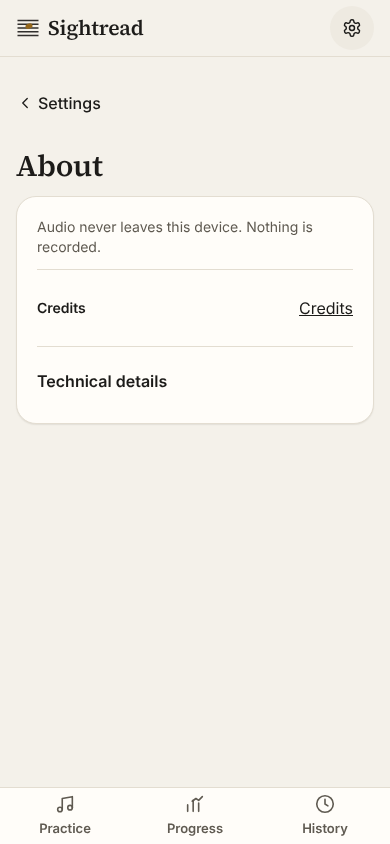 Sightread
Settings
About
Audio never leaves this device. Nothing is
recorded.
Credits
Credits
Technical details
Practice
Progress
History